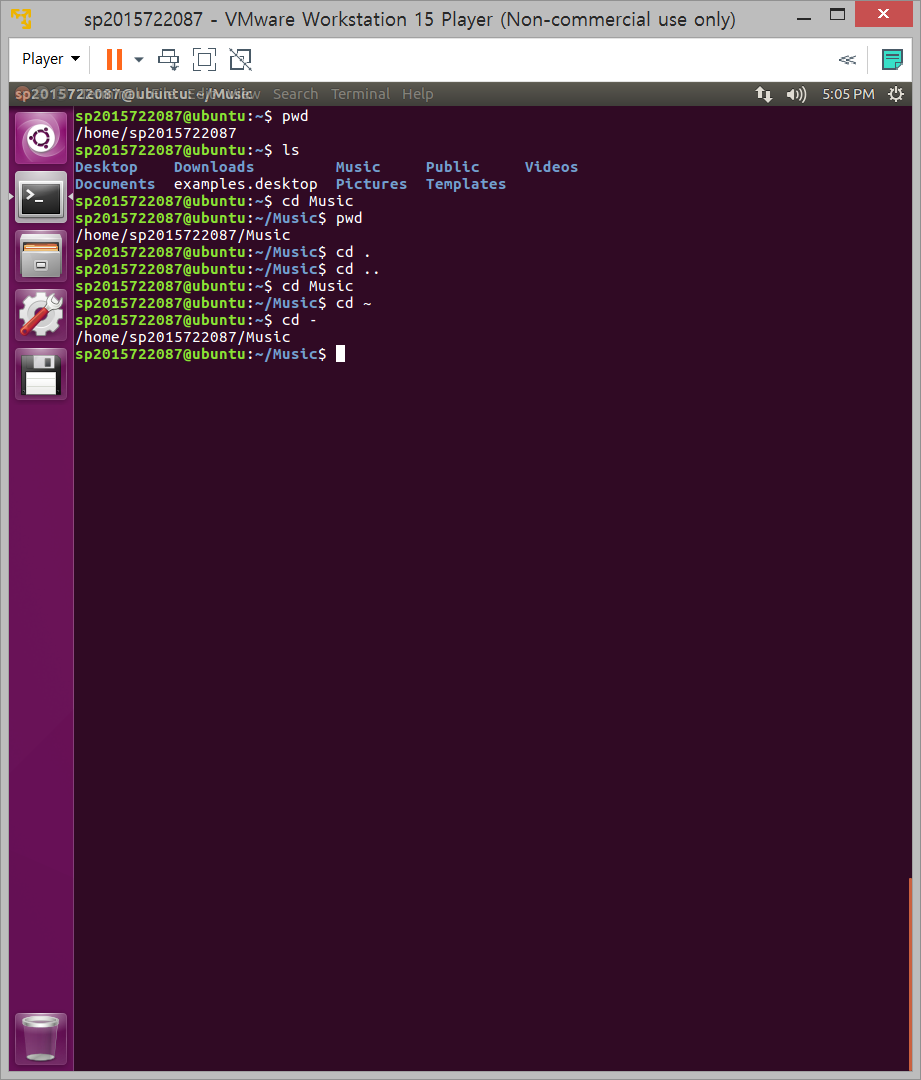 sp2015722087 - VMware Workstation 15 Player (Non-commercial use only)
Player
sp2015722087@ubuntu: ~/Music Search Terminal Help 5:05 PM
sp2015722087@ubuntu:~$ pwd
/home/sp2015722087
sp2015722087@ubuntu:~$ ls
Desktop Downloads Music Public Videos
Documents examples.desktop Pictures Templates
sp2015722087@ubuntu:~$ cd Music
sp2015722087@ubuntu:~/Music$ pwd
/home/sp2015722087/Music
sp2015722087@ubuntu:~/Music$ cd .
sp2015722087@ubuntu:~/Music$ cd ..
sp2015722087@ubuntu:~$ cd Music
sp2015722087@ubuntu:~/Music$ cd ~
sp2015722087@ubuntu:~$ cd -
/home/sp2015722087/Music
sp2015722087@ubuntu:~/Music$